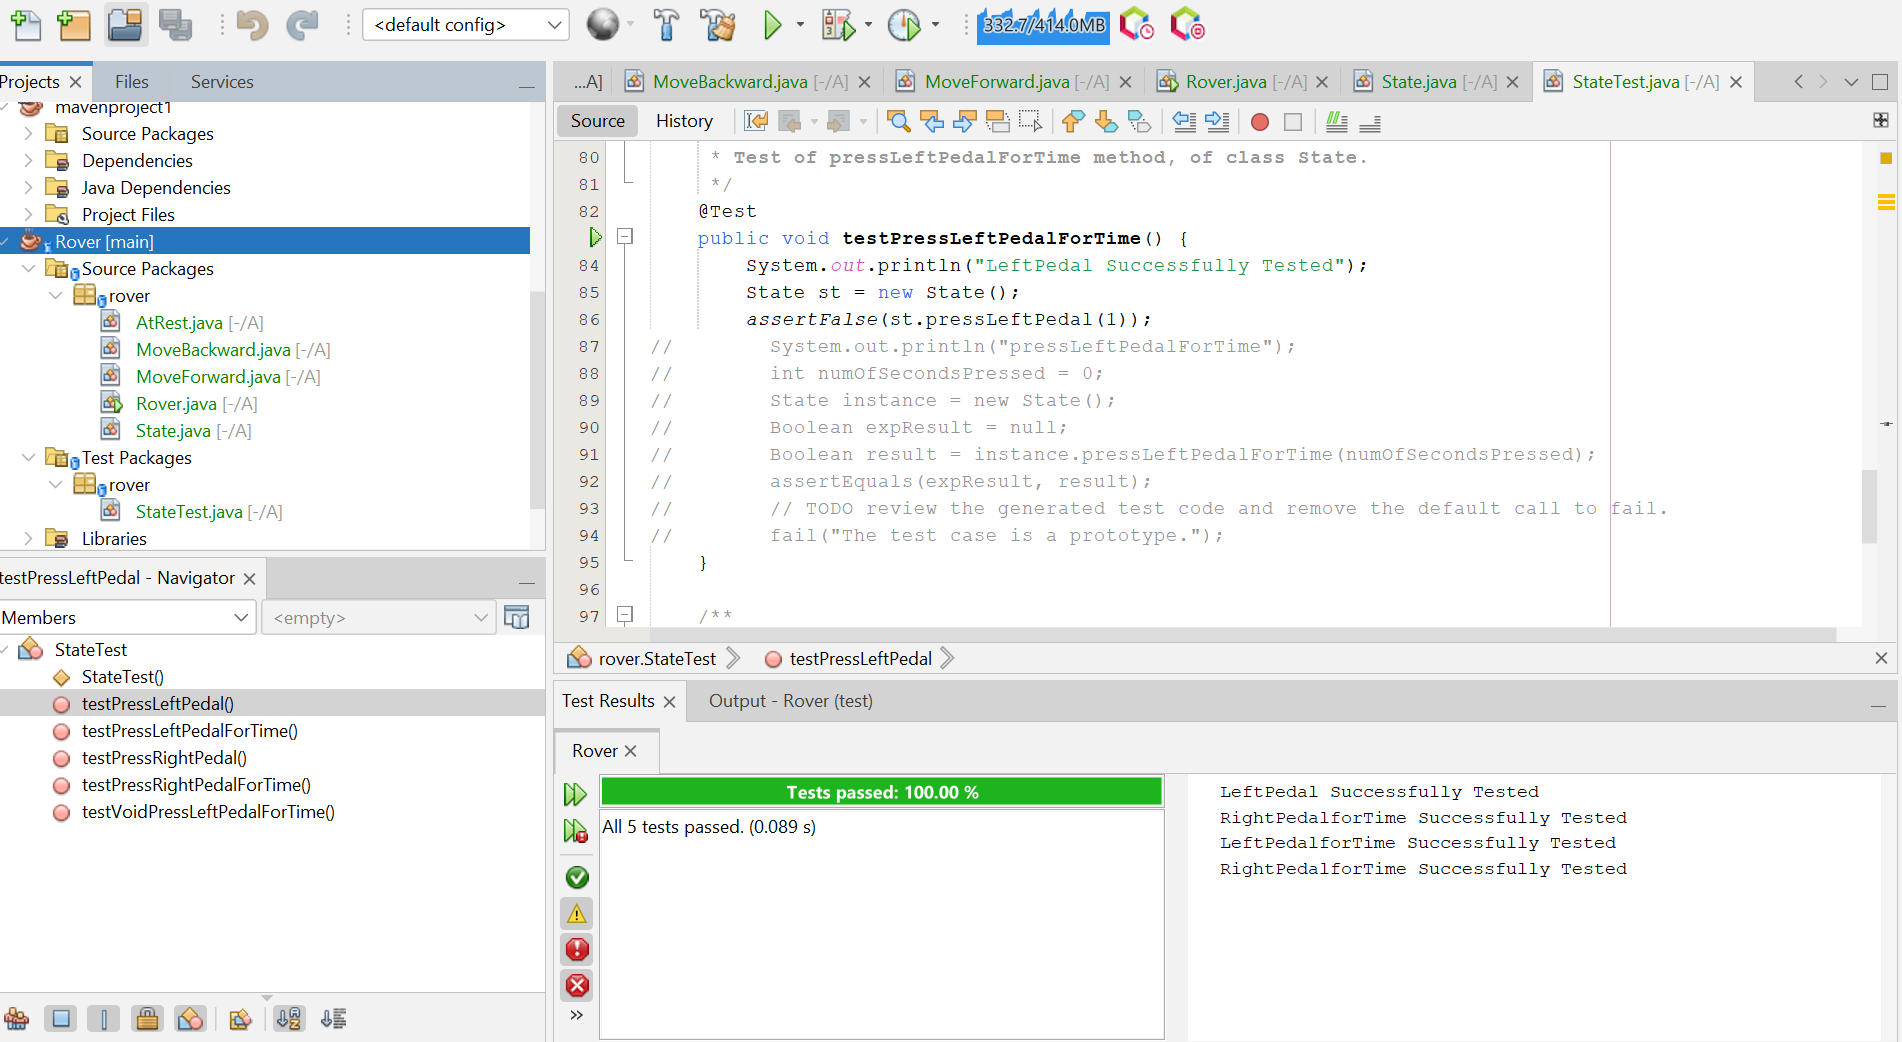 <default config>
332.7/414.0MB
Projects
Files
Services
mavenproject1
Source Packages
Dependencies
Java Dependencies
Project Files
Rover [main]
Source Packages
rover
AtRest.java [-/A]
MoveBackward.java [-/A]
MoveForward.java [-/A]
Rover.java [-/A]
State.java [-/A]
Test Packages
rover
StateTest.java [-/A]
Libraries
testPressLeftPedal - Navigator
Members
<empty>
StateTest
StateTest()
testPressLeftPedal()
testPressLeftPedalForTime()
testPressRightPedal()
testPressRightPedalForTime()
testVoidPressLeftPedalForTime()
...A]
MoveBackward.java [-/A]
MoveForward.java [-/A]
Rover.java [-/A]
State.java [-/A]
StateTest.java [-/A]
Source
History
80 * Test of pressLeftPedalForTime method, of class State.
81 */
82 @Test
public void testPressLeftPedalForTime() {
84 System.out.println("LeftPedal Successfully Tested");
85 State st = new State();
86 assertFalse(st.pressLeftPedal(1));
87 // System.out.println("pressLeftPedalForTime");
88 // int numOfSecondsPressed = 0;
89 // State instance = new State();
90 // Boolean expResult = null;
91 // Boolean result = instance.pressLeftPedalForTime(numOfSecondsPressed);
92 // assertEquals(expResult, result);
93 // // TODO review the generated test code and remove the default call to fail.
94 // fail("The test case is a prototype.");
95 }
96
97 /**
rover.StateTest
testPressLeftPedal
Test Results
Output - Rover (test)
Rover
Tests passed: 100.00 %
All 5 tests passed. (0.089 s)
LeftPedal Successfully Tested
RightPedalforTime Successfully Tested
LeftPedalforTime Successfully Tested
RightPedalforTime Successfully Tested